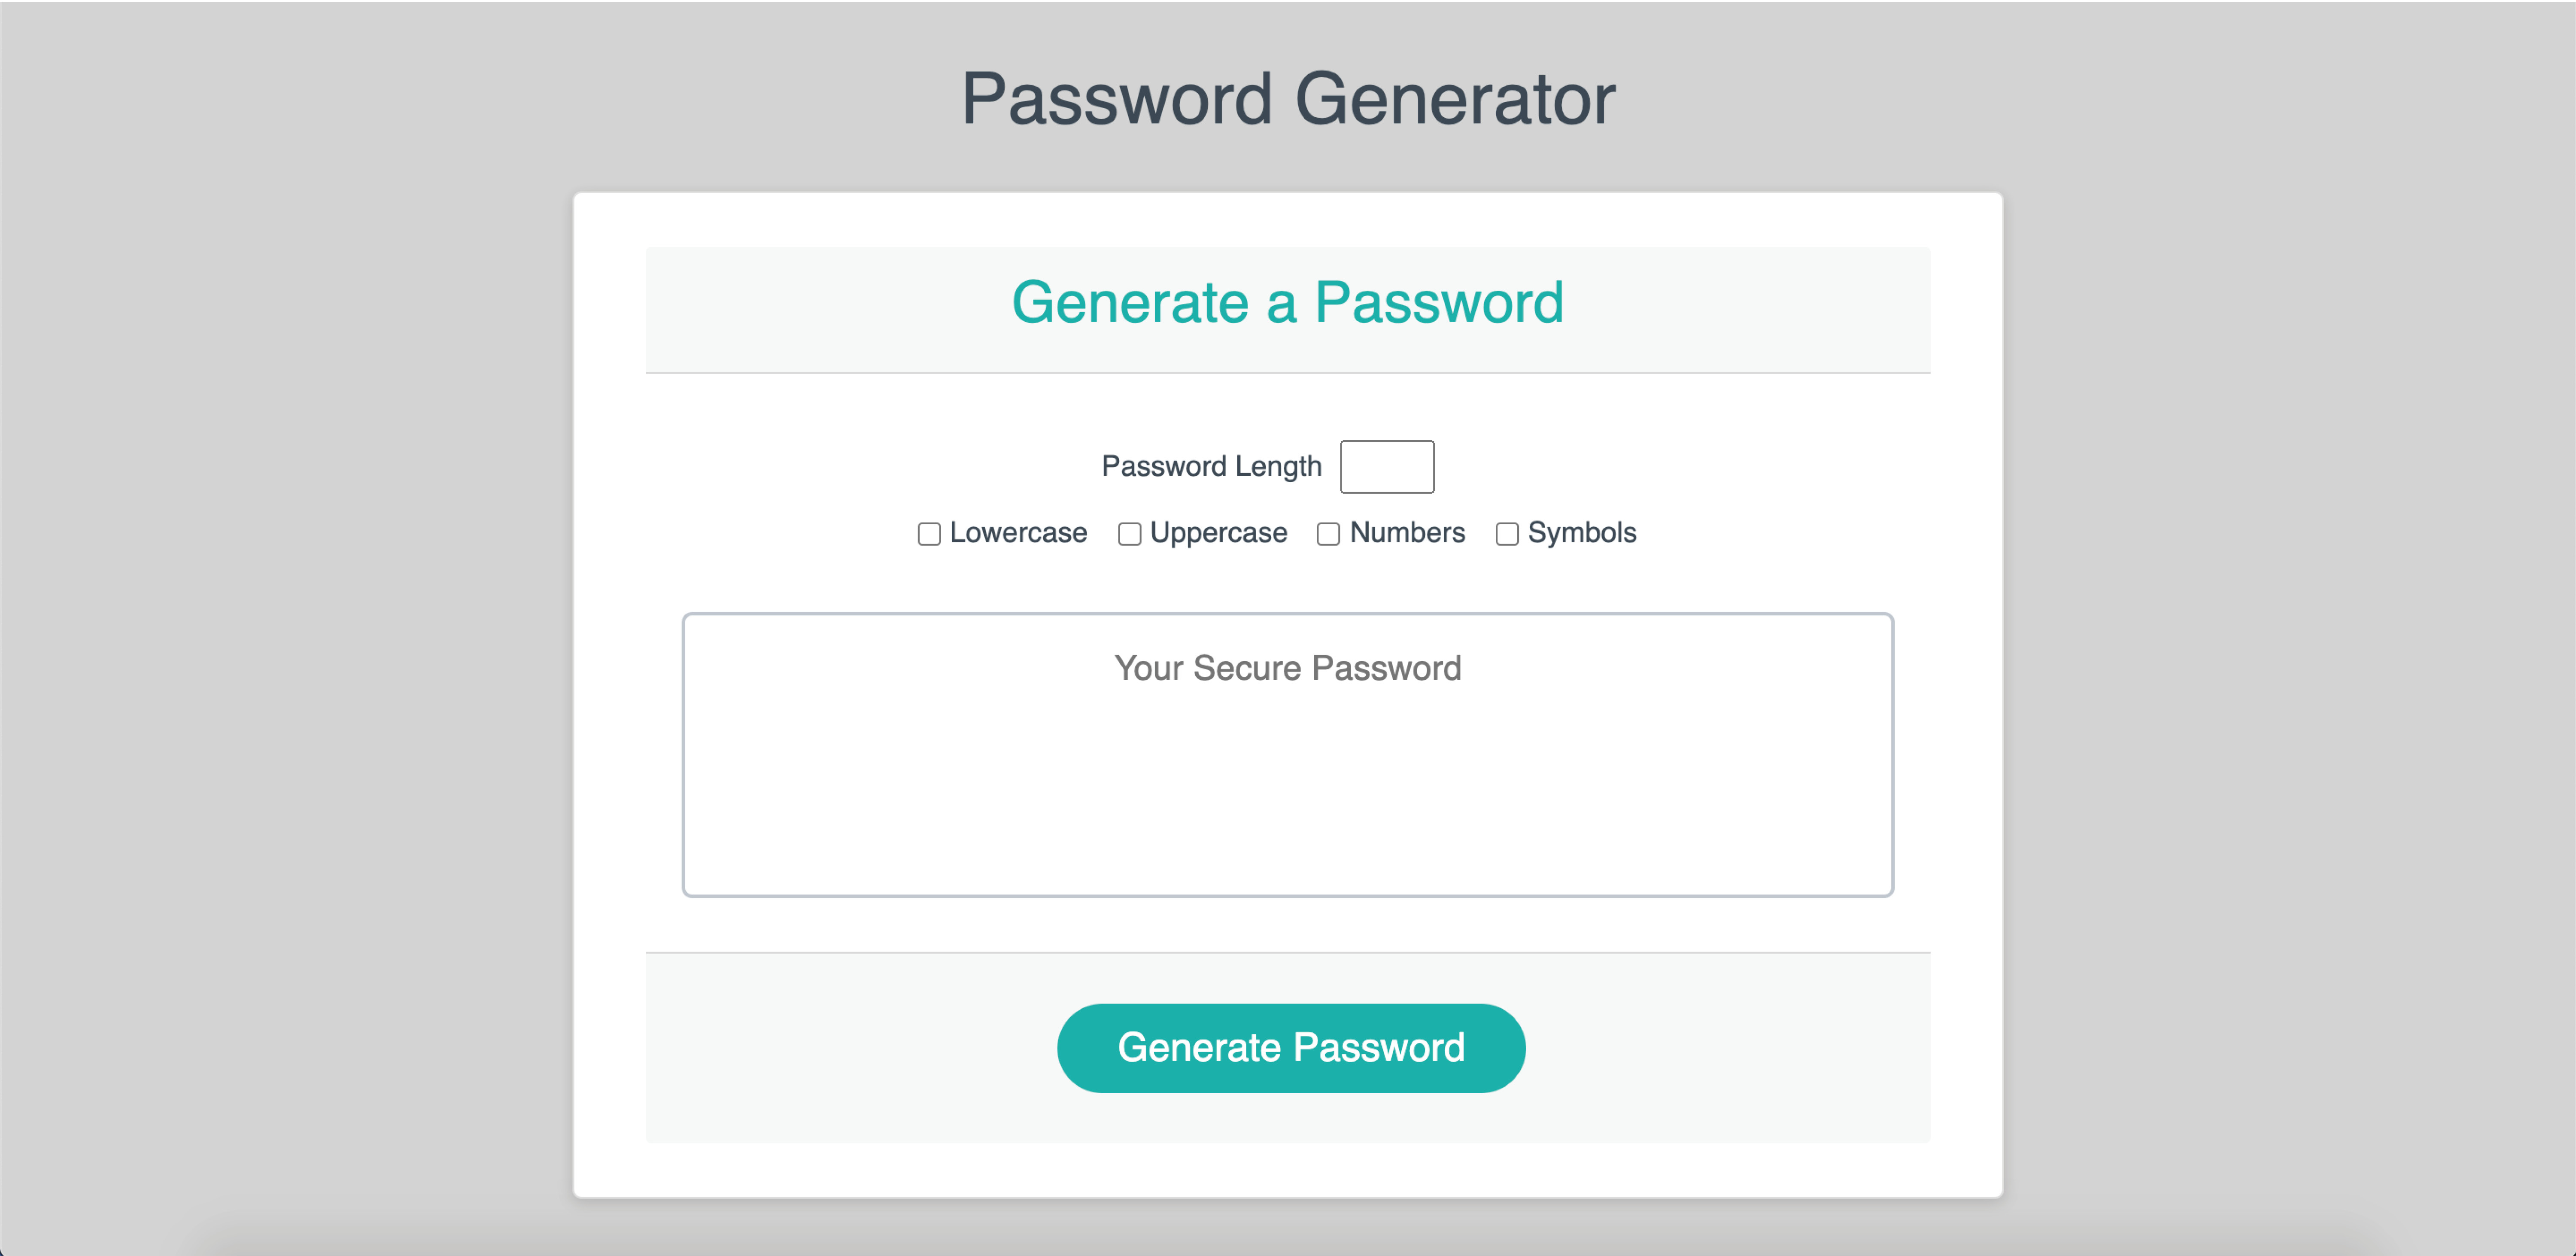 Password Generator
Generate a Password
Password Length
Lowercase Uppercase Numbers Symbols
Your Secure Password
Generate Password